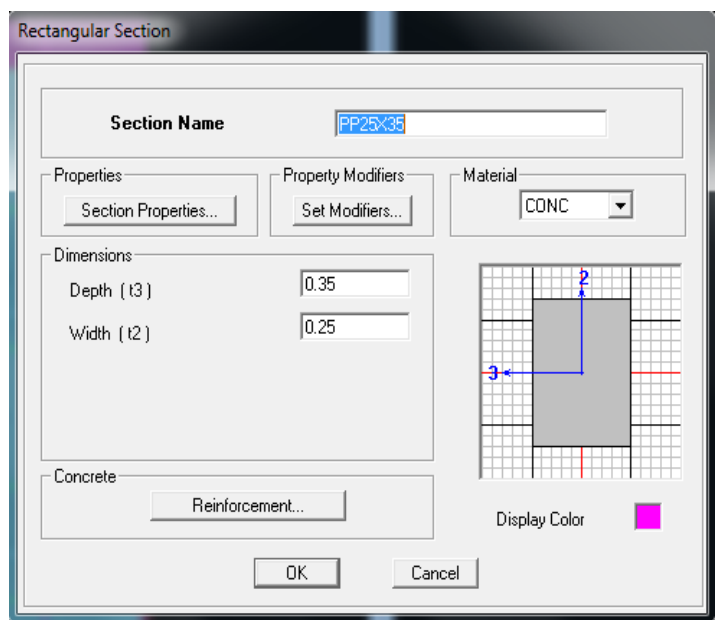 Rectangular Section
Section Name
PP25X35
Properties
Section Properties...
Property Modifiers
Set Modifiers...
Material
CONC
Dimensions
Depth ( t3 )
0.35
Width ( t2 )
0.25
2
3
Concrete
Reinforcement...
Display Color
OK
Cancel